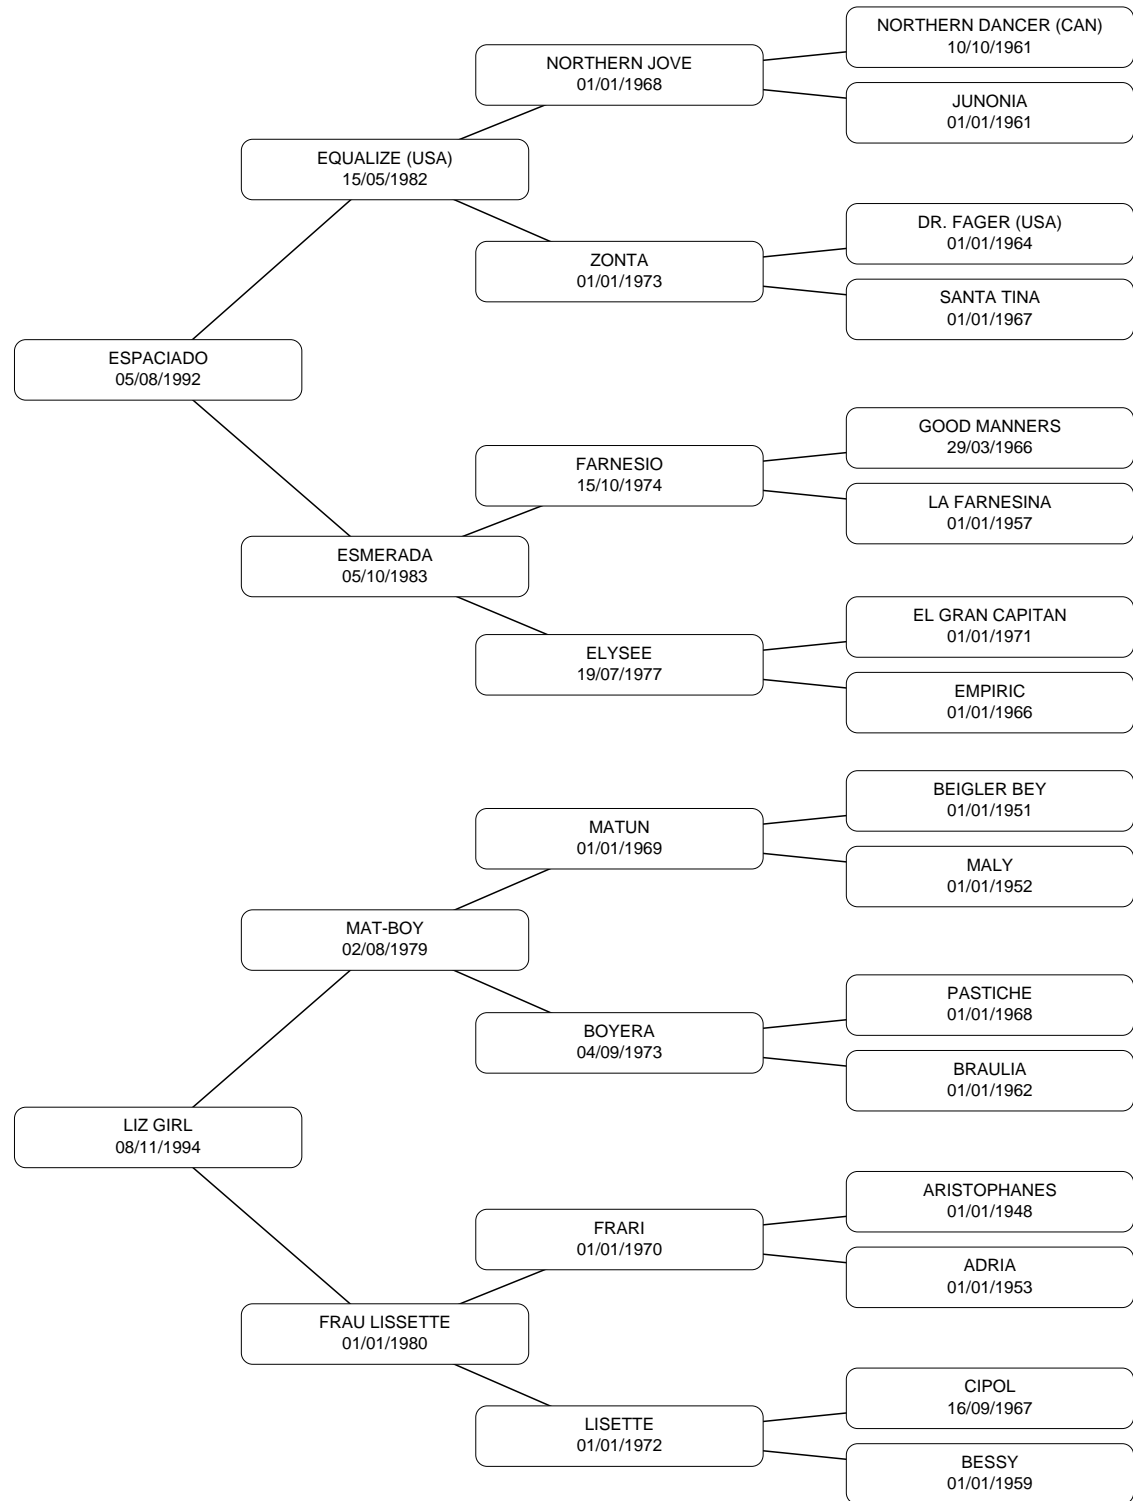 NORTHERN DANCER (CAN)
10/10/1961
NORTHERN JOVE
01/01/1968
JUNONIA
01/01/1961
EQUALIZE (USA)
15/05/1982
DR. FAGER (USA)
01/01/1964
ZONTA
01/01/1973
SANTA TINA
01/01/1967
ESPACIADO
05/08/1992
GOOD MANNERS
29/03/1966
FARNESIO
15/10/1974
LA FARNESINA
01/01/1957
ESMERADA
05/10/1983
EL GRAN CAPITAN
01/01/1971
ELYSEE
19/07/1977
EMPIRIC
01/01/1966
BEIGLER BEY
01/01/1951
MATUN
01/01/1969
MALY
01/01/1952
MAT-BOY
02/08/1979
PASTICHE
01/01/1968
BOYERA
04/09/1973
BRAULIA
01/01/1962
LIZ GIRL
08/11/1994
ARISTOPHANES
01/01/1948
FRARI
01/01/1970
ADRIA
01/01/1953
FRAU LISSETTE
01/01/1980
CIPOL
16/09/1967
LISETTE
01/01/1972
BESSY
01/01/1959